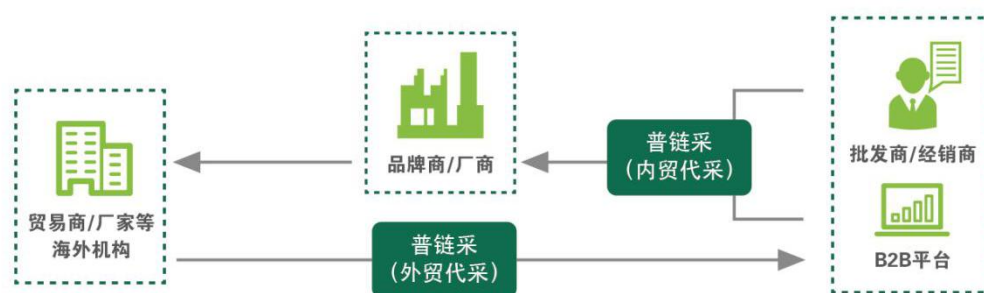 品牌商/厂商
普链采
（内贸代采）
批发商/经销商
贸易商/厂家等
海外机构
普链采
（外贸代采）
B2B平台